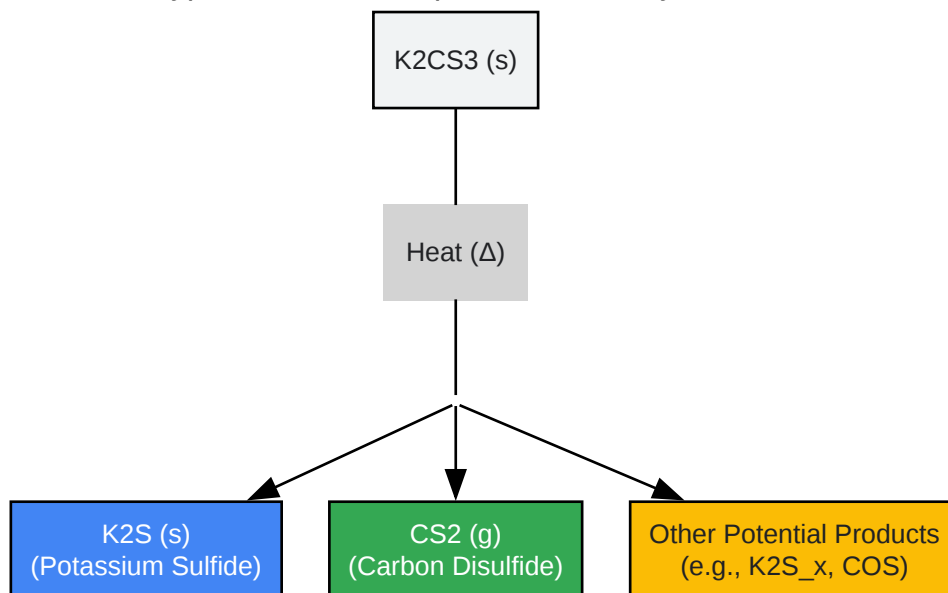 K2CS3 (s)
Heat (Δ)
K2S (s)
(Potassium Sulfide)
CS2 (g)
(Carbon Disulfide)
Other Potential Products
(e.g., K2S_x, COS)